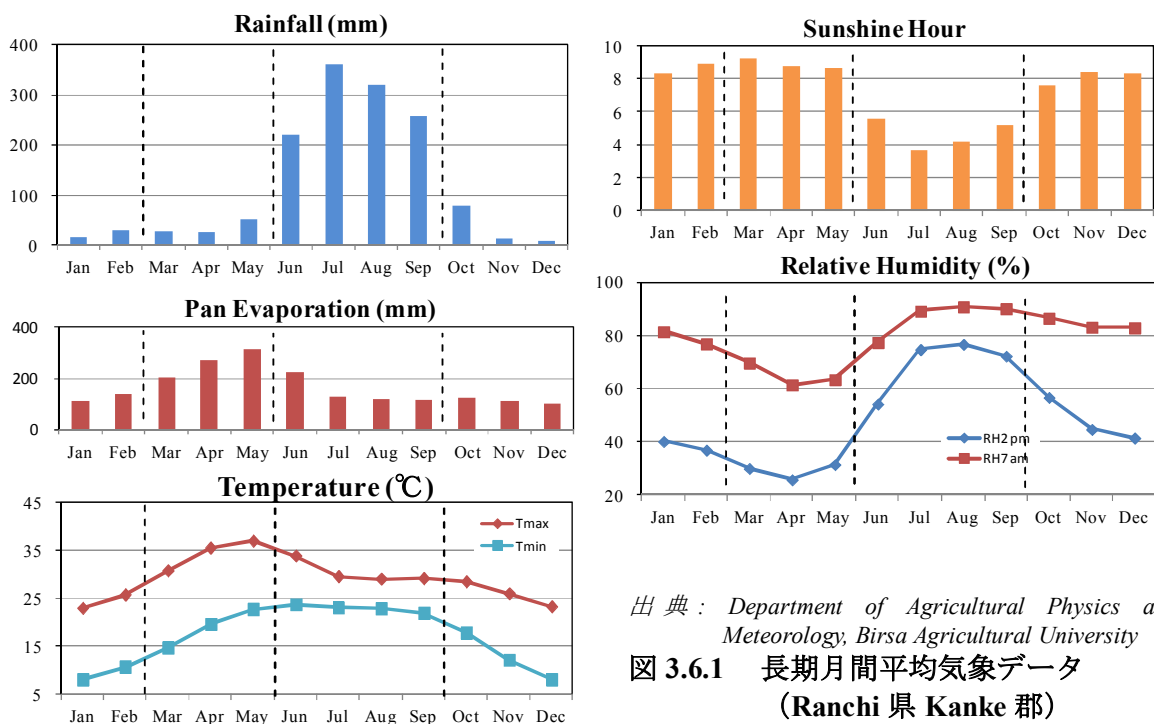 Rainfall (mm)
400
300
200
100
0
Jan Feb Mar Apr May Jun Jul Aug Sep Oct Nov Dec
Pan Evaporation (mm)
400
200
0
Jan Feb Mar Apr May Jun Jul Aug Sep Oct Nov Dec
Temperature (℃)
45
35
25
15
5
Tmax
Tmin
Jan Feb Mar Apr May Jun Jul Aug Sep Oct Nov Dec
Sunshine Hour
10
8
6
4
2
0
Jan Feb Mar Apr May Jun Jul Aug Sep Oct Nov Dec
Relative Humidity (%)
100
80
60
40
20
RH2 pm
RH7 am
Jan Feb Mar Apr May Jun Jul Aug Sep Oct Nov Dec
出典: Department of Agricultural Physics a
Meteorology, Birsa Agricultural University
図 3.6.1 長期月間平均気象データ
(Ranchi 県 Kanke 郡)